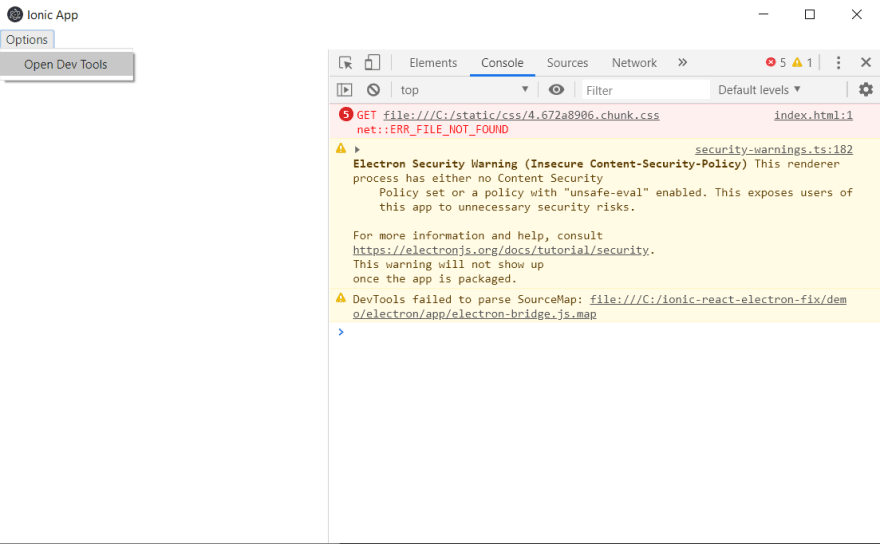 Ionic App
Options
Open Dev Tools
Elements Console Sources Network » 5 1
top Filter Default levels ▼
5 GET file:///C:/static/css/4.672a8906.chunk.css index.html:1
net::ERR_FILE_NOT_FOUND
security-warnings.ts:182
Electron Security Warning (Insecure Content-Security-Policy) This renderer
process has either no Content Security
Policy set or a policy with "unsafe-eval" enabled. This exposes users of
this app to unnecessary security risks.
For more information and help, consult
https://electronjs.org/docs/tutorial/security.
This warning will not show up
once the app is packaged.
DevTools failed to parse SourceMap: file:///C:/ionic-react-electron-fix/dem
o/electron/app/electron-bridge.js.map